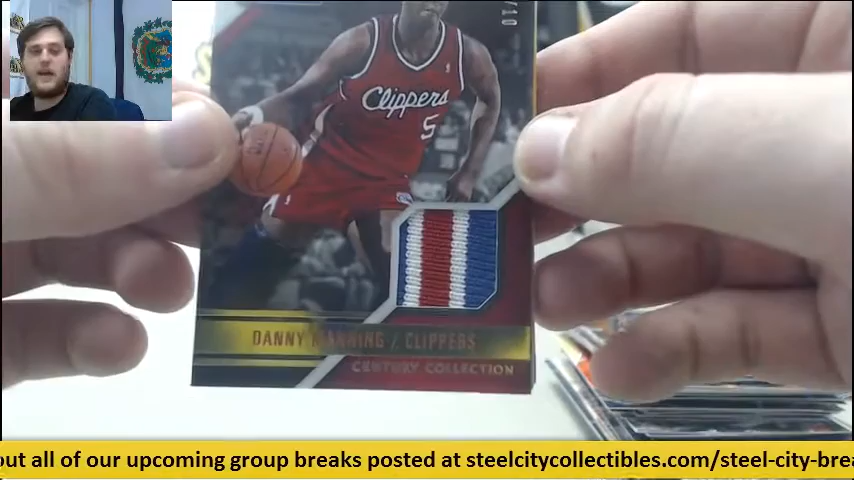 /10
Clippers
5
DANNY MANNING / CLIPPERS
CENTURY COLLECTION
out all of our upcoming group breaks posted at steelcitycollectibles.com/steel-city-brea